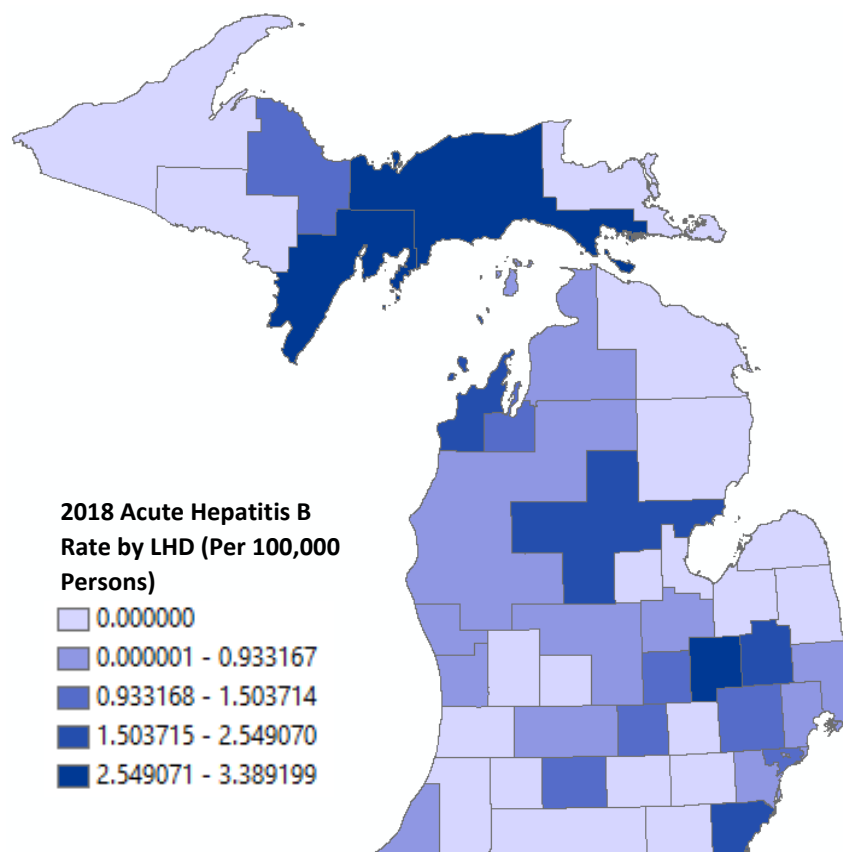 2018 Acute Hepatitis B
Rate by LHD (Per 100,000
Persons)
0.000000
0.000001 - 0.933167
0.933168 - 1.503714
1.503715 - 2.549070
2.549071 - 3.389199